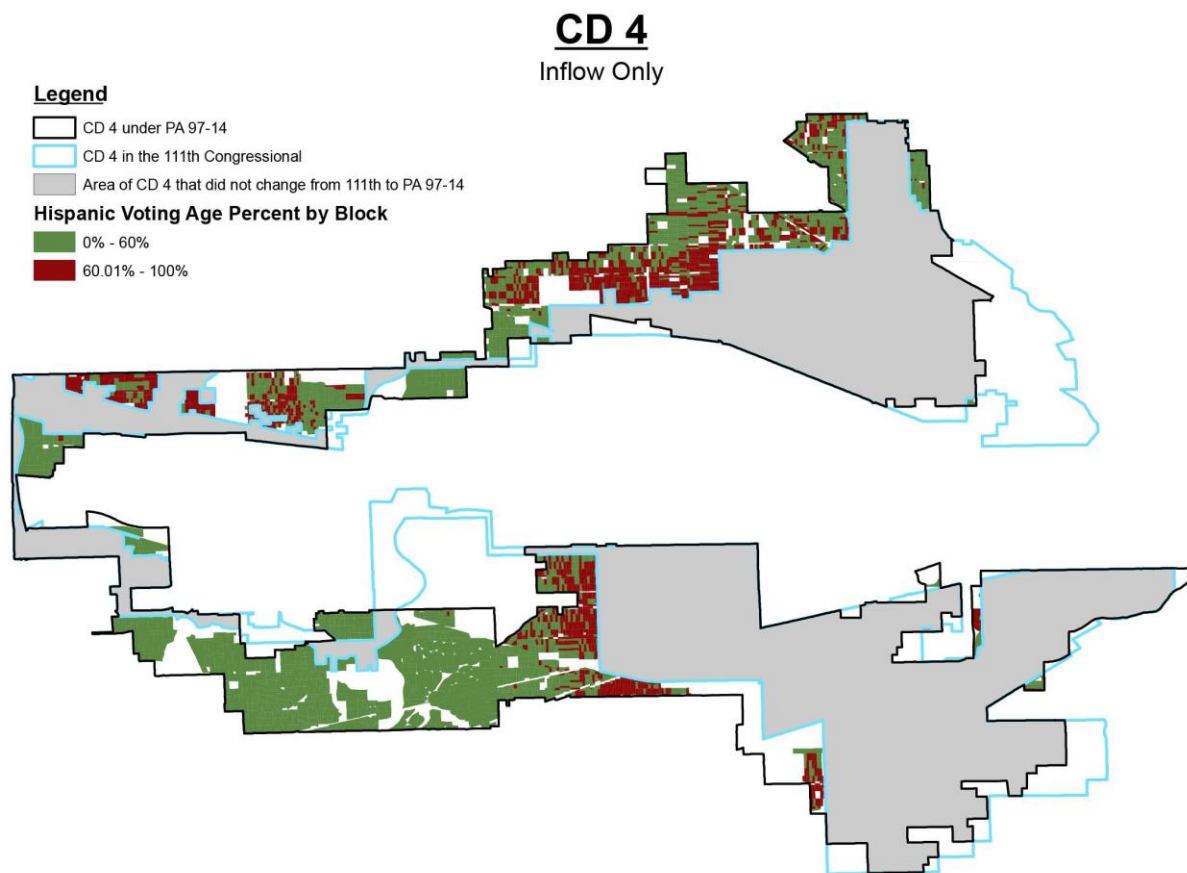 CD 4
Inflow Only
Legend
CD 4 under PA 97-14
CD 4 in the 111th Congressional
Area of CD 4 that did not change from 111th to PA 97-14
Hispanic Voting Age Percent by Block
0% - 60%
60.01% - 100%